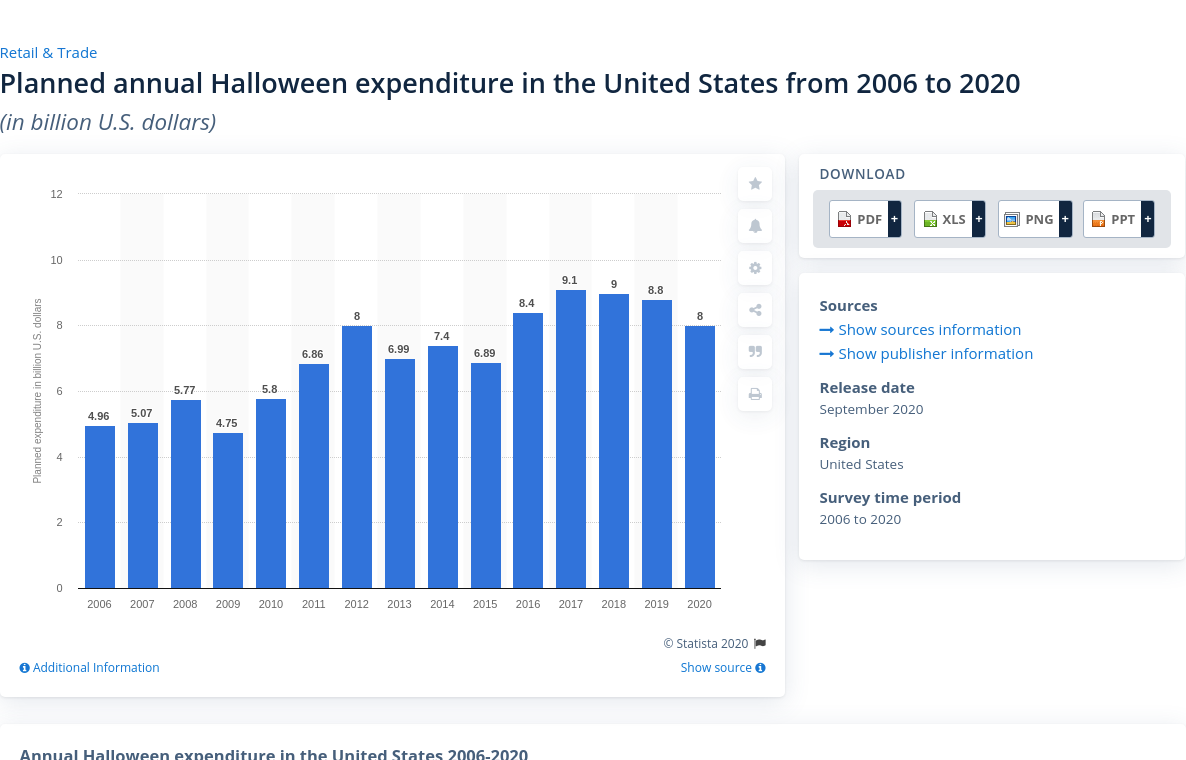 Retail & Trade
Planned annual Halloween expenditure in the United States from 2006 to 2020
(in billion U.S. dollars)
Planned expenditure in billion U.S. dollars
12
10
8
6
4
2
0
4.96
5.07
5.77
4.75
5.8
6.86
8
6.99
7.4
6.89
8.4
9.1
9
8.8
8
2006 2007 2008 2009 2010 2011 2012 2013 2014 2015 2016 2017 2018 2019 2020
© Statista 2020
Additional Information
Show source
DOWNLOAD
PDF + XLS + PNG + PPT +
Sources
Show sources information
Show publisher information
Release date
September 2020
Region
United States
Survey time period
2006 to 2020
Annual Halloween expenditure in the United States 2006-2020